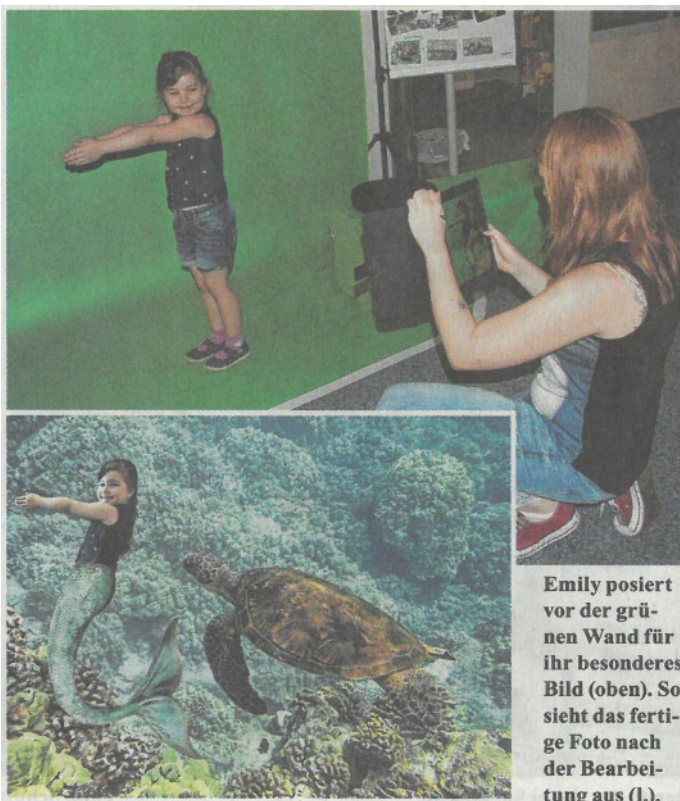 Emily posiert
vor der grü-
nen Wand für
ihr besonderes
Bild (oben). So
sieht das ferti-
ge Foto nach
der Bearbei-
tung aus (l.).